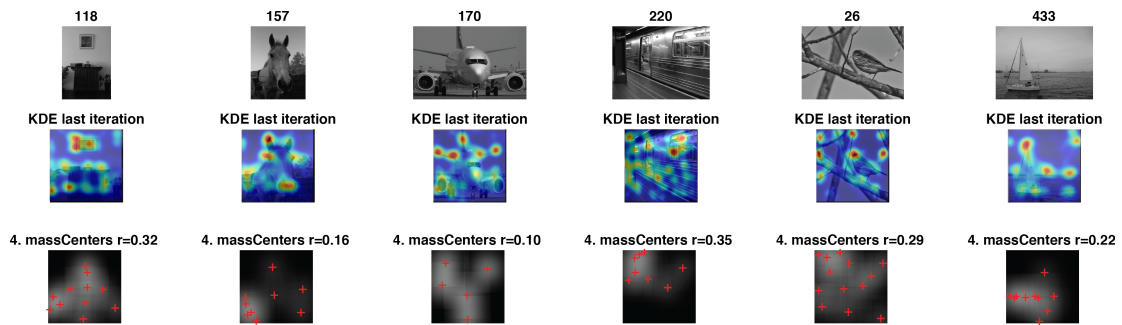 118 157 170 220 26 433
KDE last iteration KDE last iteration KDE last iteration KDE last iteration KDE last iteration KDE last iteration
4. massCenters r=0.32 4. massCenters r=0.16 4. massCenters r=0.10 4. massCenters r=0.35 4. massCenters r=0.29 4. massCenters r=0.22